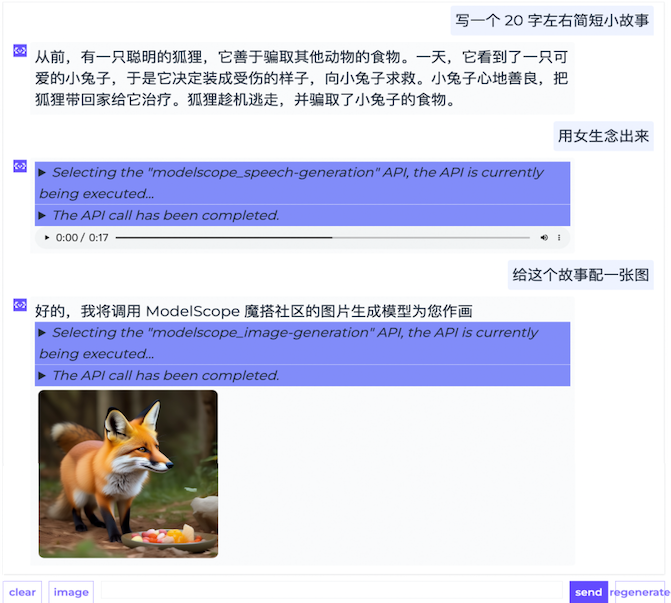 写一个 20 字左右简短小故事
从前，有一只聪明的狐狸，它善于骗取其他动物的食物。一天，它看到了一只可
爱的小兔子，于是它决定装成受伤的样子，向小兔子求救。小兔子心地善良，把
狐狸带回家给它治疗。狐狸趁机逃走，并骗取了小兔子的食物。
用女生念出来
Selecting the "modelscope_speech-generation" API, the API is currently
being executed...
The API call has been completed.
0:00 / 0:17
给这个故事配一张图
好的，我将调用 ModelScope 魔搭社区的图片生成模型为您作画
Selecting the "modelscope_image-generation" API, the API is currently
being executed...
The API call has been completed.
clear image send regenerate